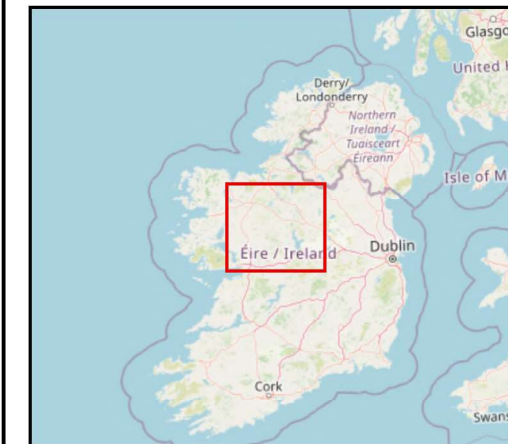 Glasgo
United K
Derry/
Londonderry
Northern
Ireland /
Tuaisceart
Éireann
Isle of M
Dublin
Éire / Ireland
Cork
Swans